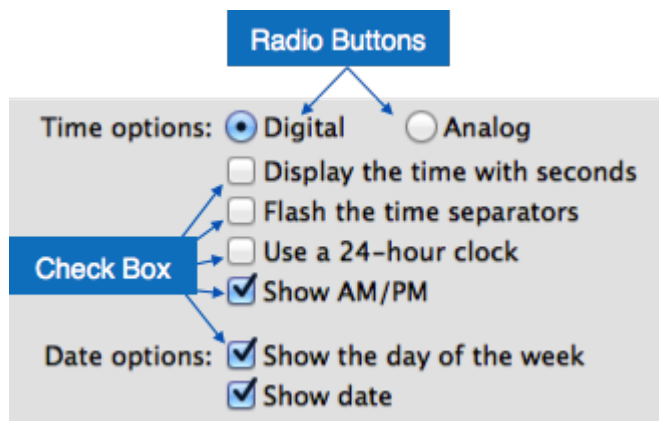 Radio Buttons
Time options: Digital Analog
Display the time with seconds
Flash the time separators
Use a 24-hour clock
Check Box
Show AM/PM
Date options: Show the day of the week
Show date